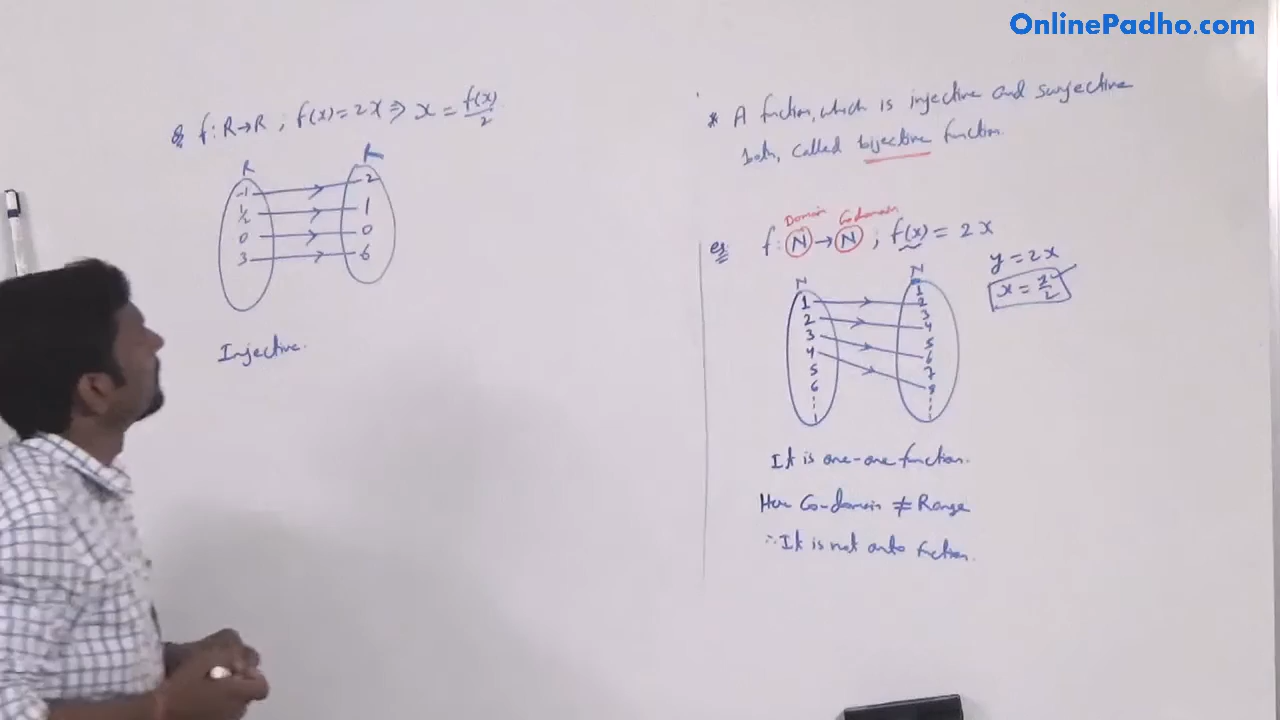 OnlinePadho.com
eg f: R→R ; f(x) = 2x ⇒ x = f(x)/2
R R
-1 -2
1/2 1
0 0
3 6
Injective.
* A fuction, which is injective and surjective
both, called bijective function.
Domain Co-domain
eg f: N → N ; f(x) = 2x
y = 2x
x = y/2
N N
1 1
2 2
3 3
4 4
5 5
6 6
7
8
It is one-one function.
Here Co-domain ≠ Range
∴ It is not onto fuction.